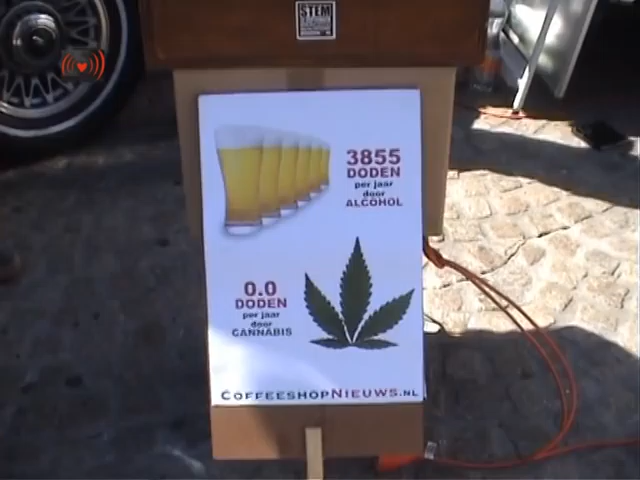 STEM
3855
DODEN
per jaar
door
ALCOHOL
0.0
DODEN
per jaar
door
CANNABIS
COFFEESHOPNIEUWS.NL